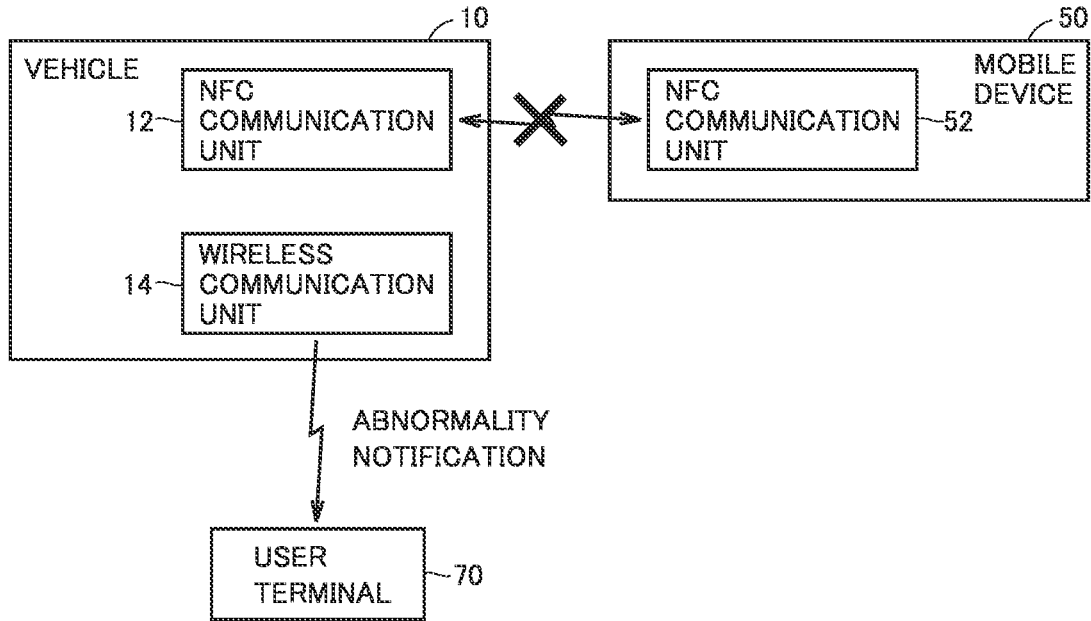 10
50
VEHICLE
MOBILE
DEVICE
12
NFC
COMMUNICATION
UNIT
NFC
COMMUNICATION
UNIT
52
14
WIRELESS
COMMUNICATION
UNIT
ABNORMALITY
NOTIFICATION
USER
TERMINAL
70